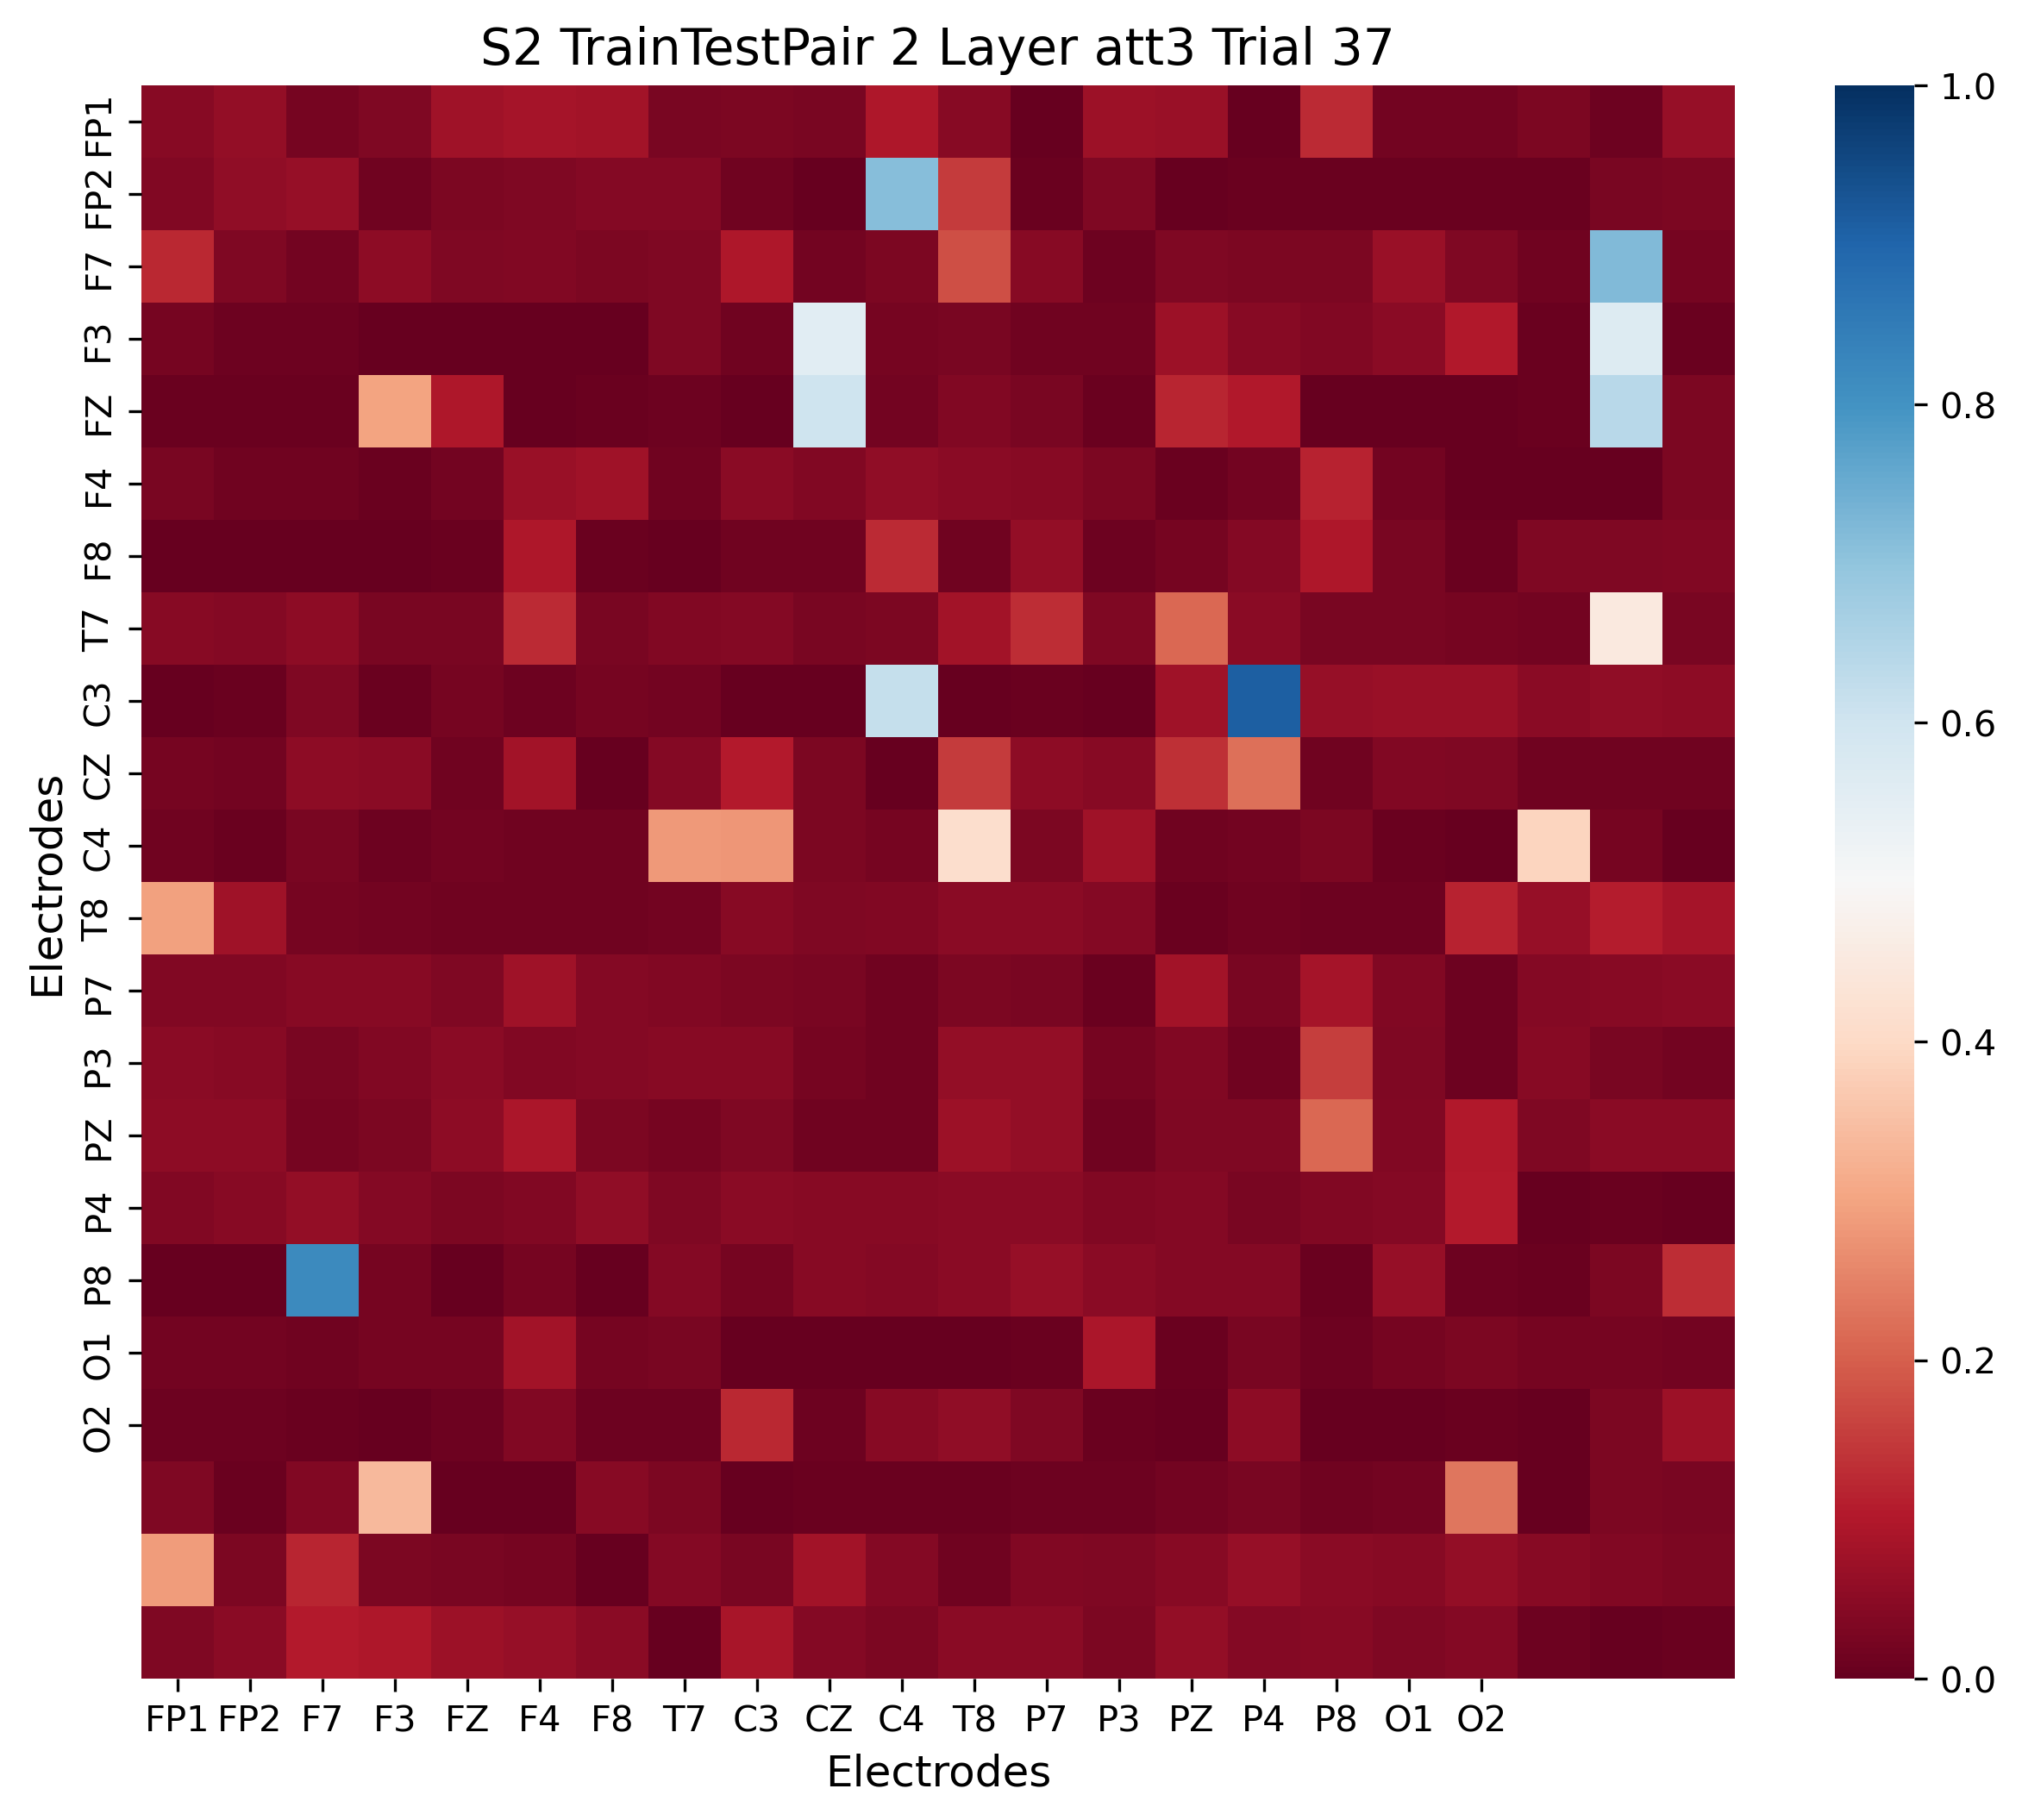 S2 TrainTestPair 2 Layer att3 Trial 37
Electrodes
FP1
FP2
F7
F3
FZ
F4
F8
T7
C3
CZ
C4
T8
P7
P3
PZ
P4
P8
O1
O2
FP1 FP2 F7 F3 FZ F4 F8 T7 C3 CZ C4 T8 P7 P3 PZ P4 P8 O1 O2
Electrodes
1.0
0.8
0.6
0.4
0.2
0.0